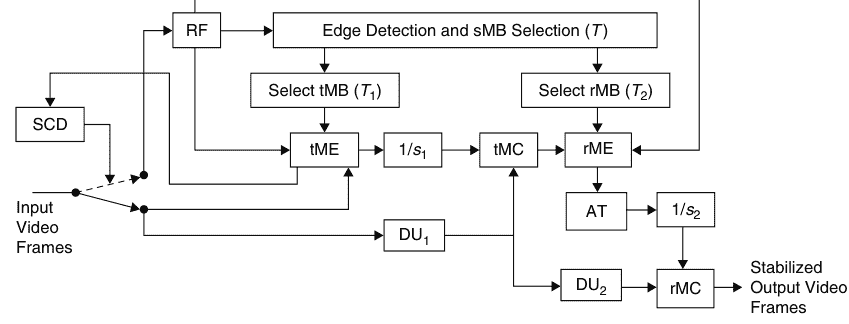 RF
Edge Detection and sMB Selection (T)
Select tMB (T₁)
Select rMB (T₂)
SCD
tME
1/s₁
tMC
rME
AT
1/s₂
Input
Video
Frames
DU₁
DU₂
rMC
Stabilized
Output Video
Frames